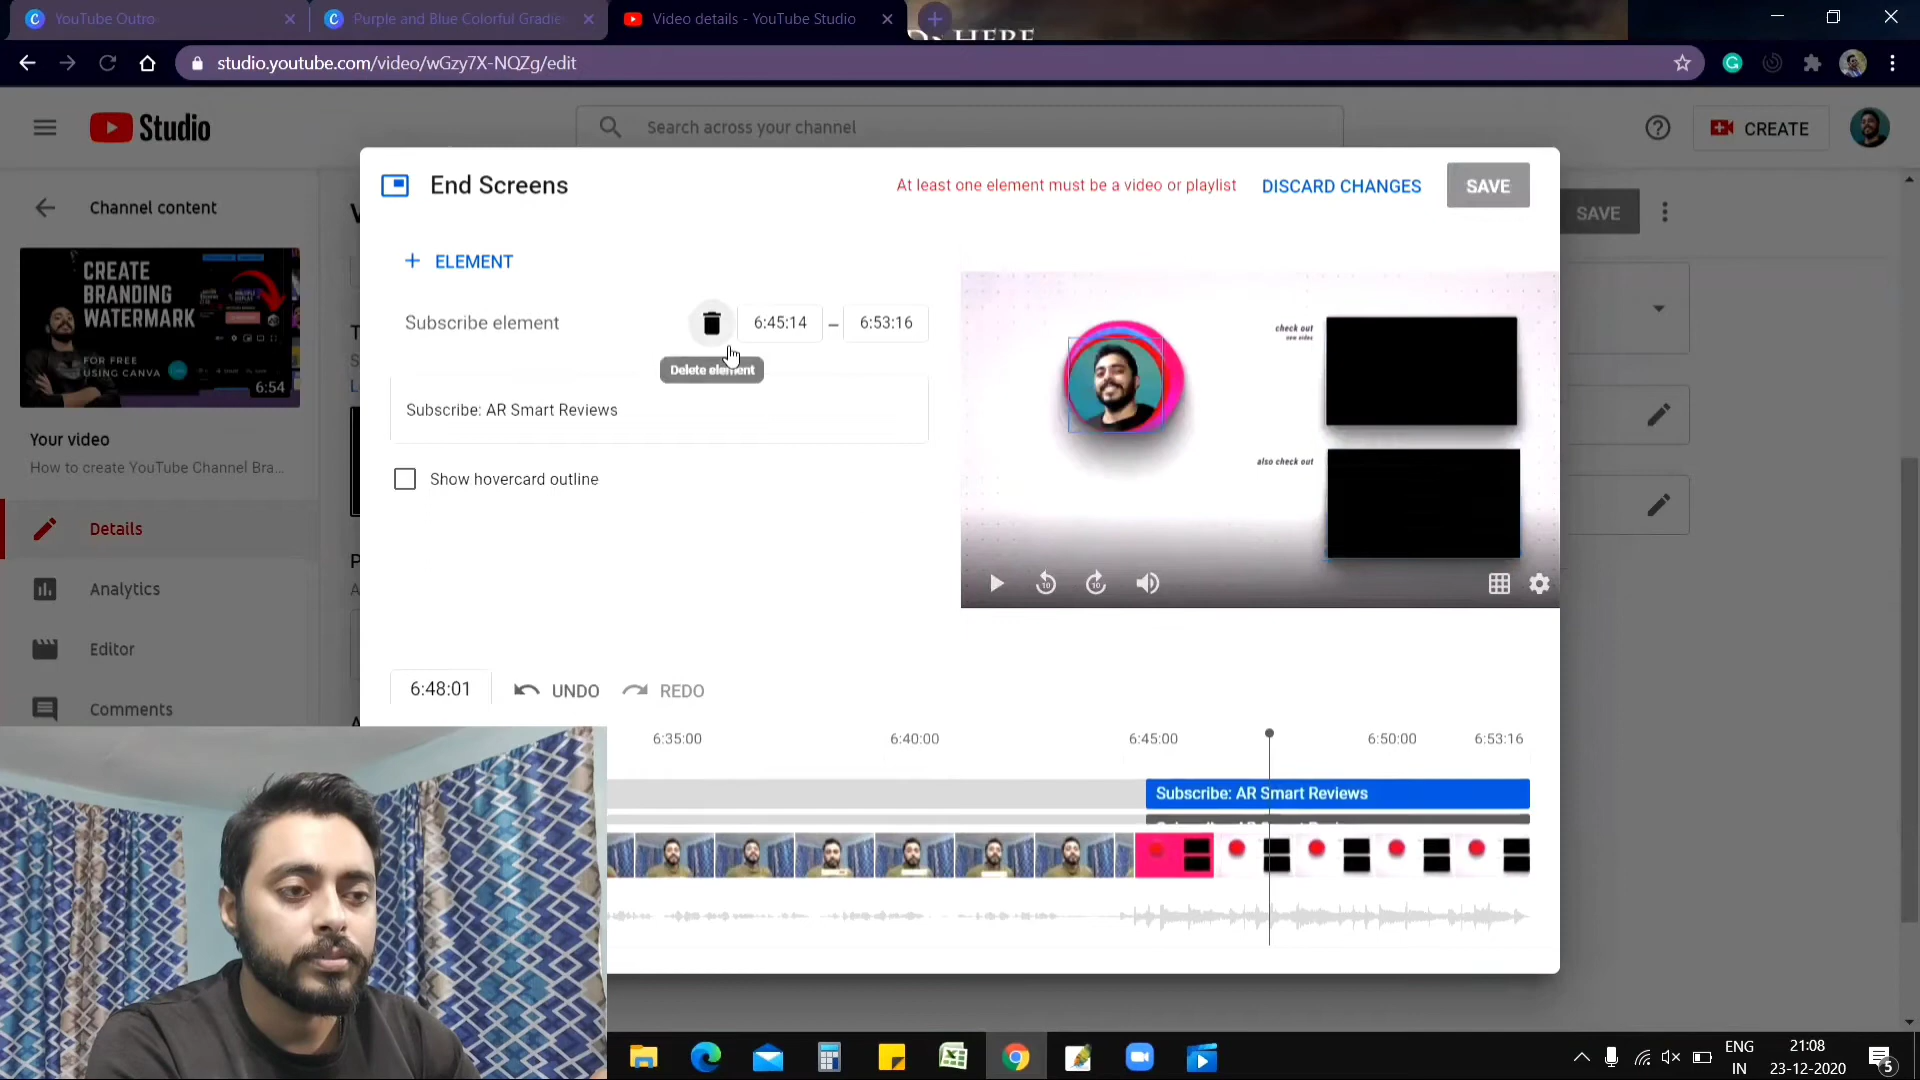 YouTube Outro
Purple and Blue Colorful Gradie
Video details - YouTube Studio
HERE
studio.youtube.com/video/wGzy7X-NQZg/edit
Studio
Search across your channel
CREATE
Channel content
End Screens
At least one element must be a video or playlist
DISCARD CHANGES
SAVE
SAVE
CREATE
BRANDING
WATERMARK
FOR FREE
USING CANVA
6:54
ELEMENT
Subscribe element
6:45:14 – 6:53:16
Delete element
Subscribe: AR Smart Reviews
Show hovercard outline
check out
new video
also check out
10
10
Your video
How to create YouTube Channel Bra...
Details
Analytics
Editor
Comments
6:48:01
UNDO
REDO
6:35:00
6:40:00
6:45:00
6:50:00
6:53:16
Subscribe: AR Smart Reviews
ENG
IN
21:08
23-12-2020
5